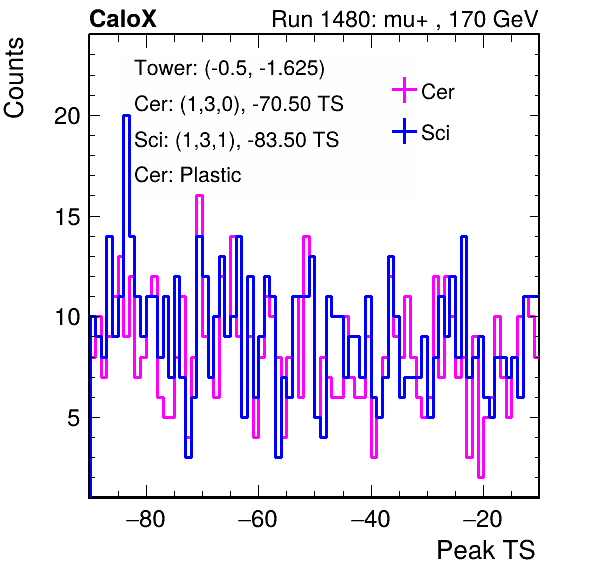 CaloX Run 1480: mu+ , 170 GeV
Counts
Tower: (-0.5, -1.625)
Cer: (1,3,0), -70.50 TS
Sci: (1,3,1), -83.50 TS
Cer: Plastic
Cer
Sci
20
15
10
5
−80 −60 −40 −20
Peak TS